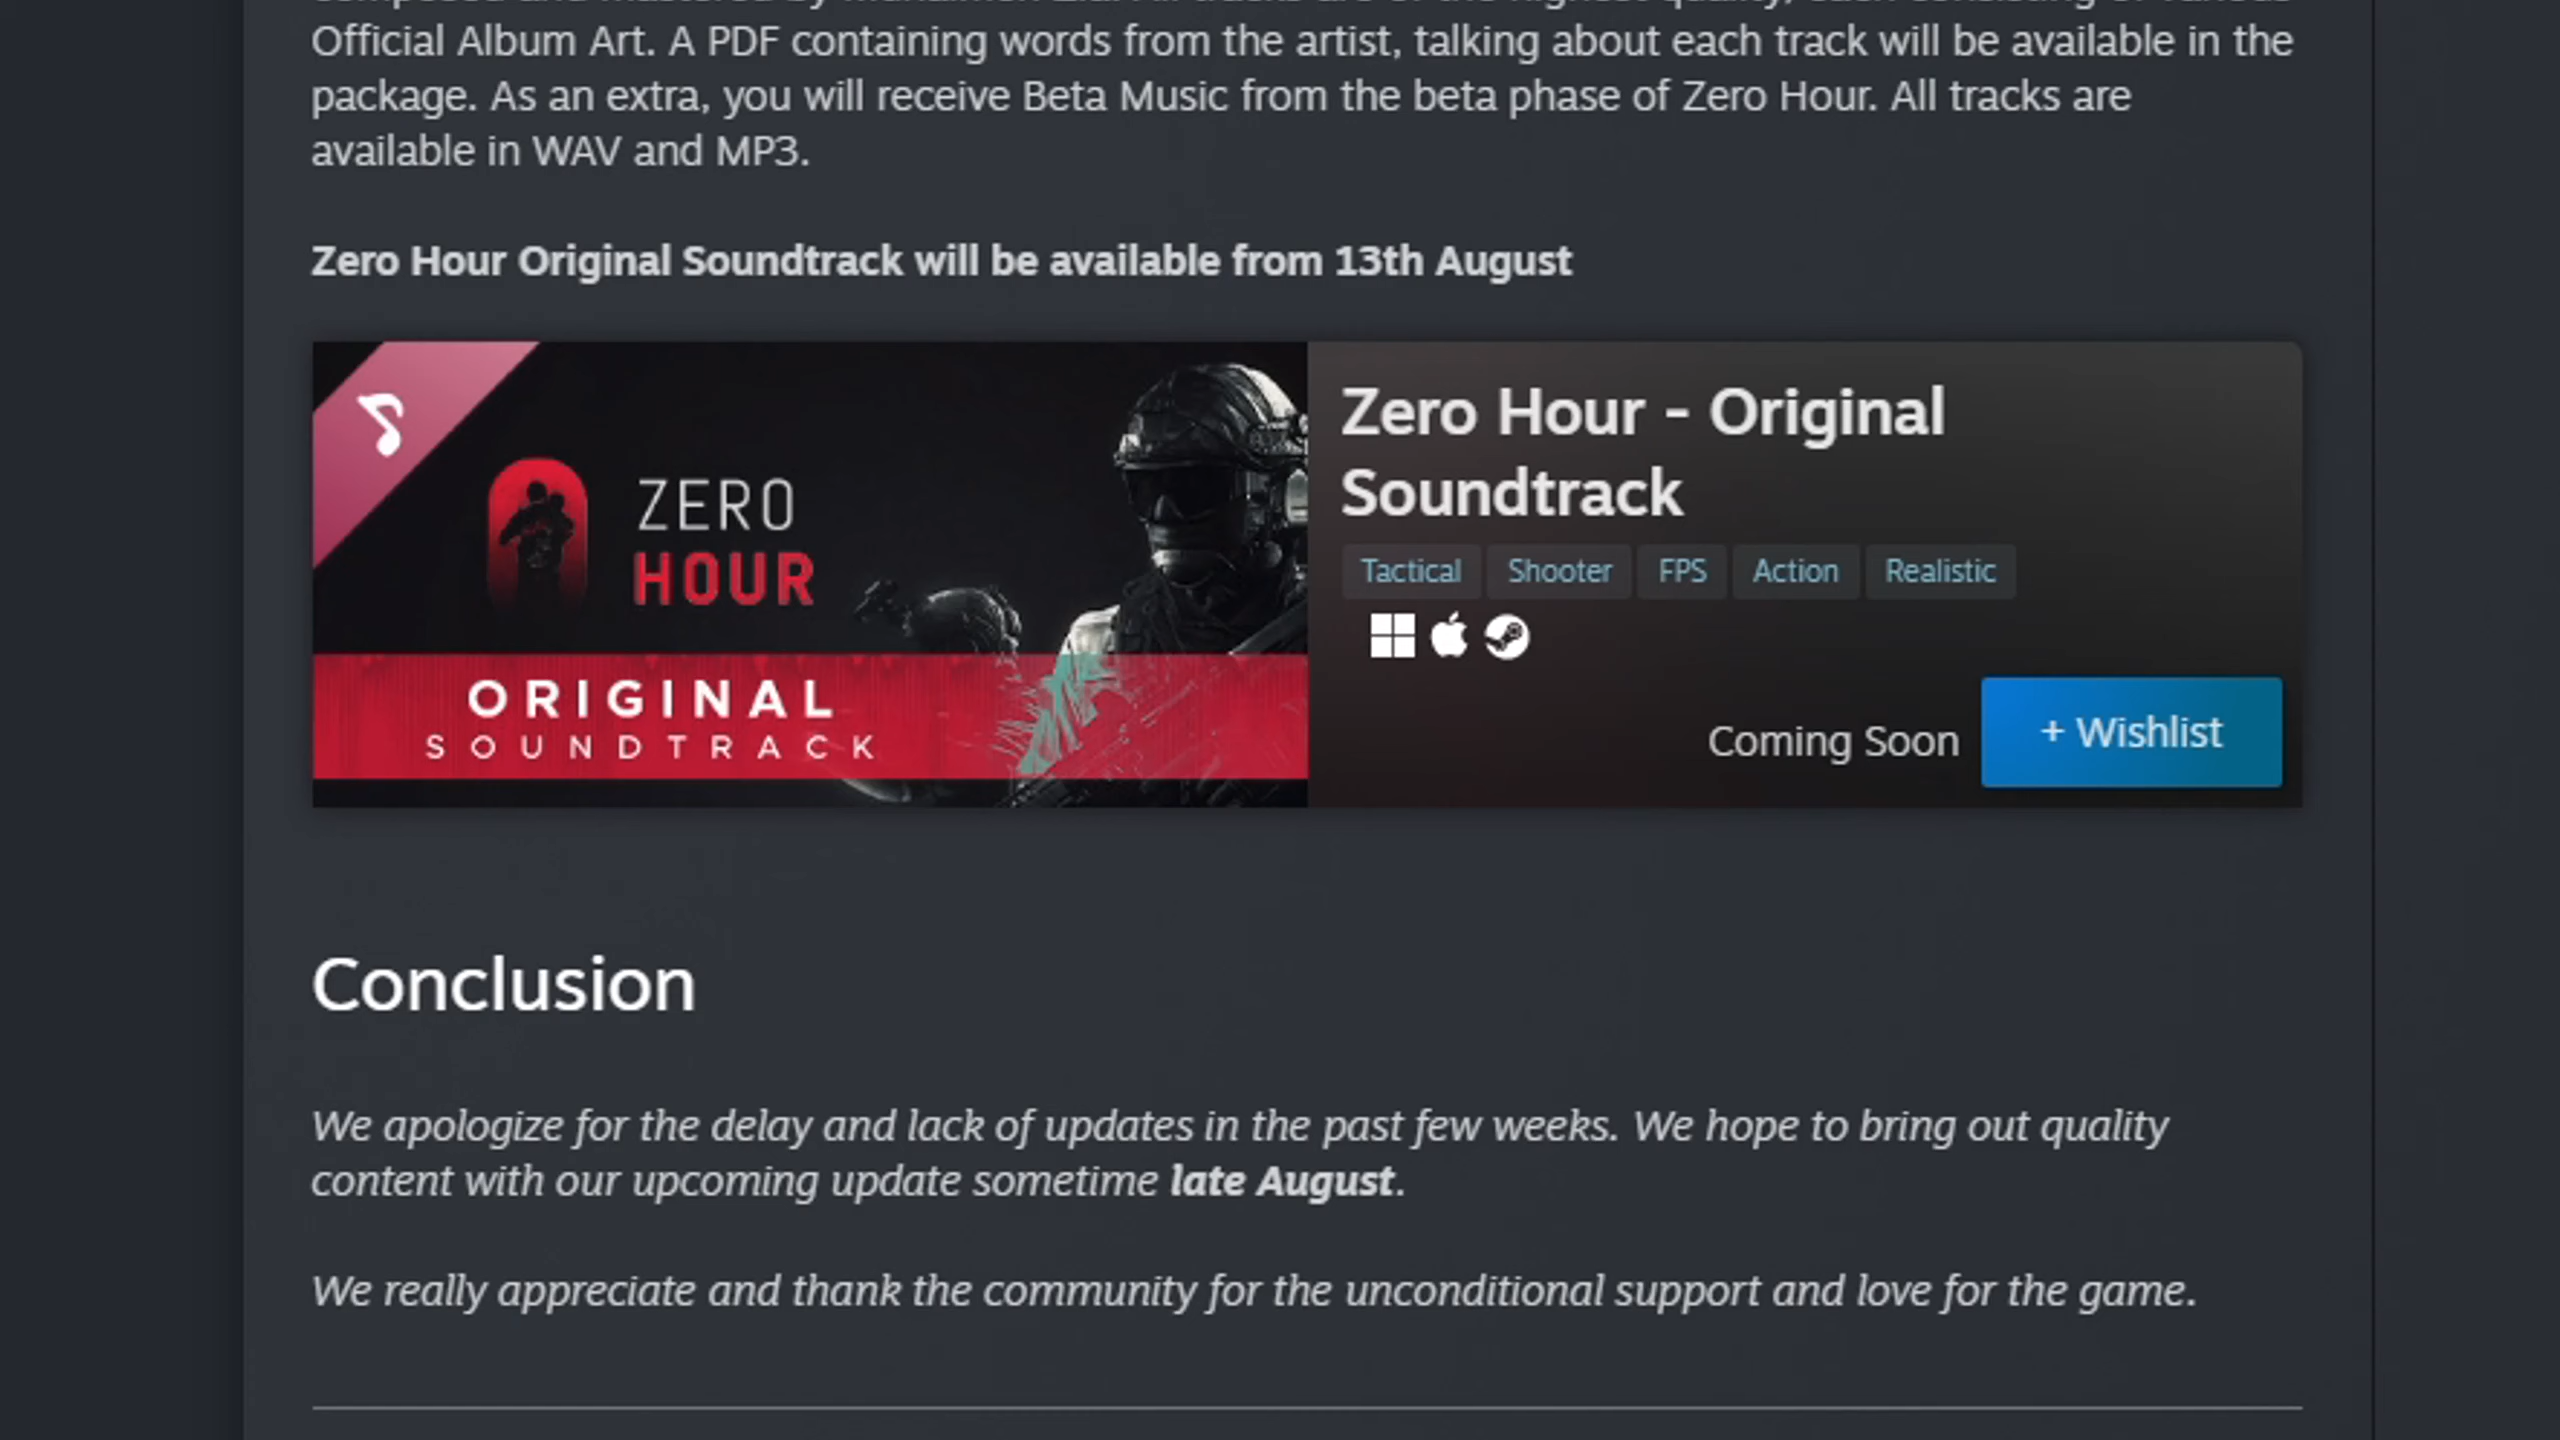 Official Album Art. A PDF containing words from the artist, talking about each track will be available in the
package. As an extra, you will receive Beta Music from the beta phase of Zero Hour. All tracks are
available in WAV and MP3.
Zero Hour Original Soundtrack will be available from 13th August
ZERO
HOUR
ORIGINAL
SOUNDTRACK
Zero Hour - Original
Soundtrack
Tactical Shooter FPS Action Realistic
Coming Soon + Wishlist
Conclusion
We apologize for the delay and lack of updates in the past few weeks. We hope to bring out quality
content with our upcoming update sometime late August.
We really appreciate and thank the community for the unconditional support and love for the game.